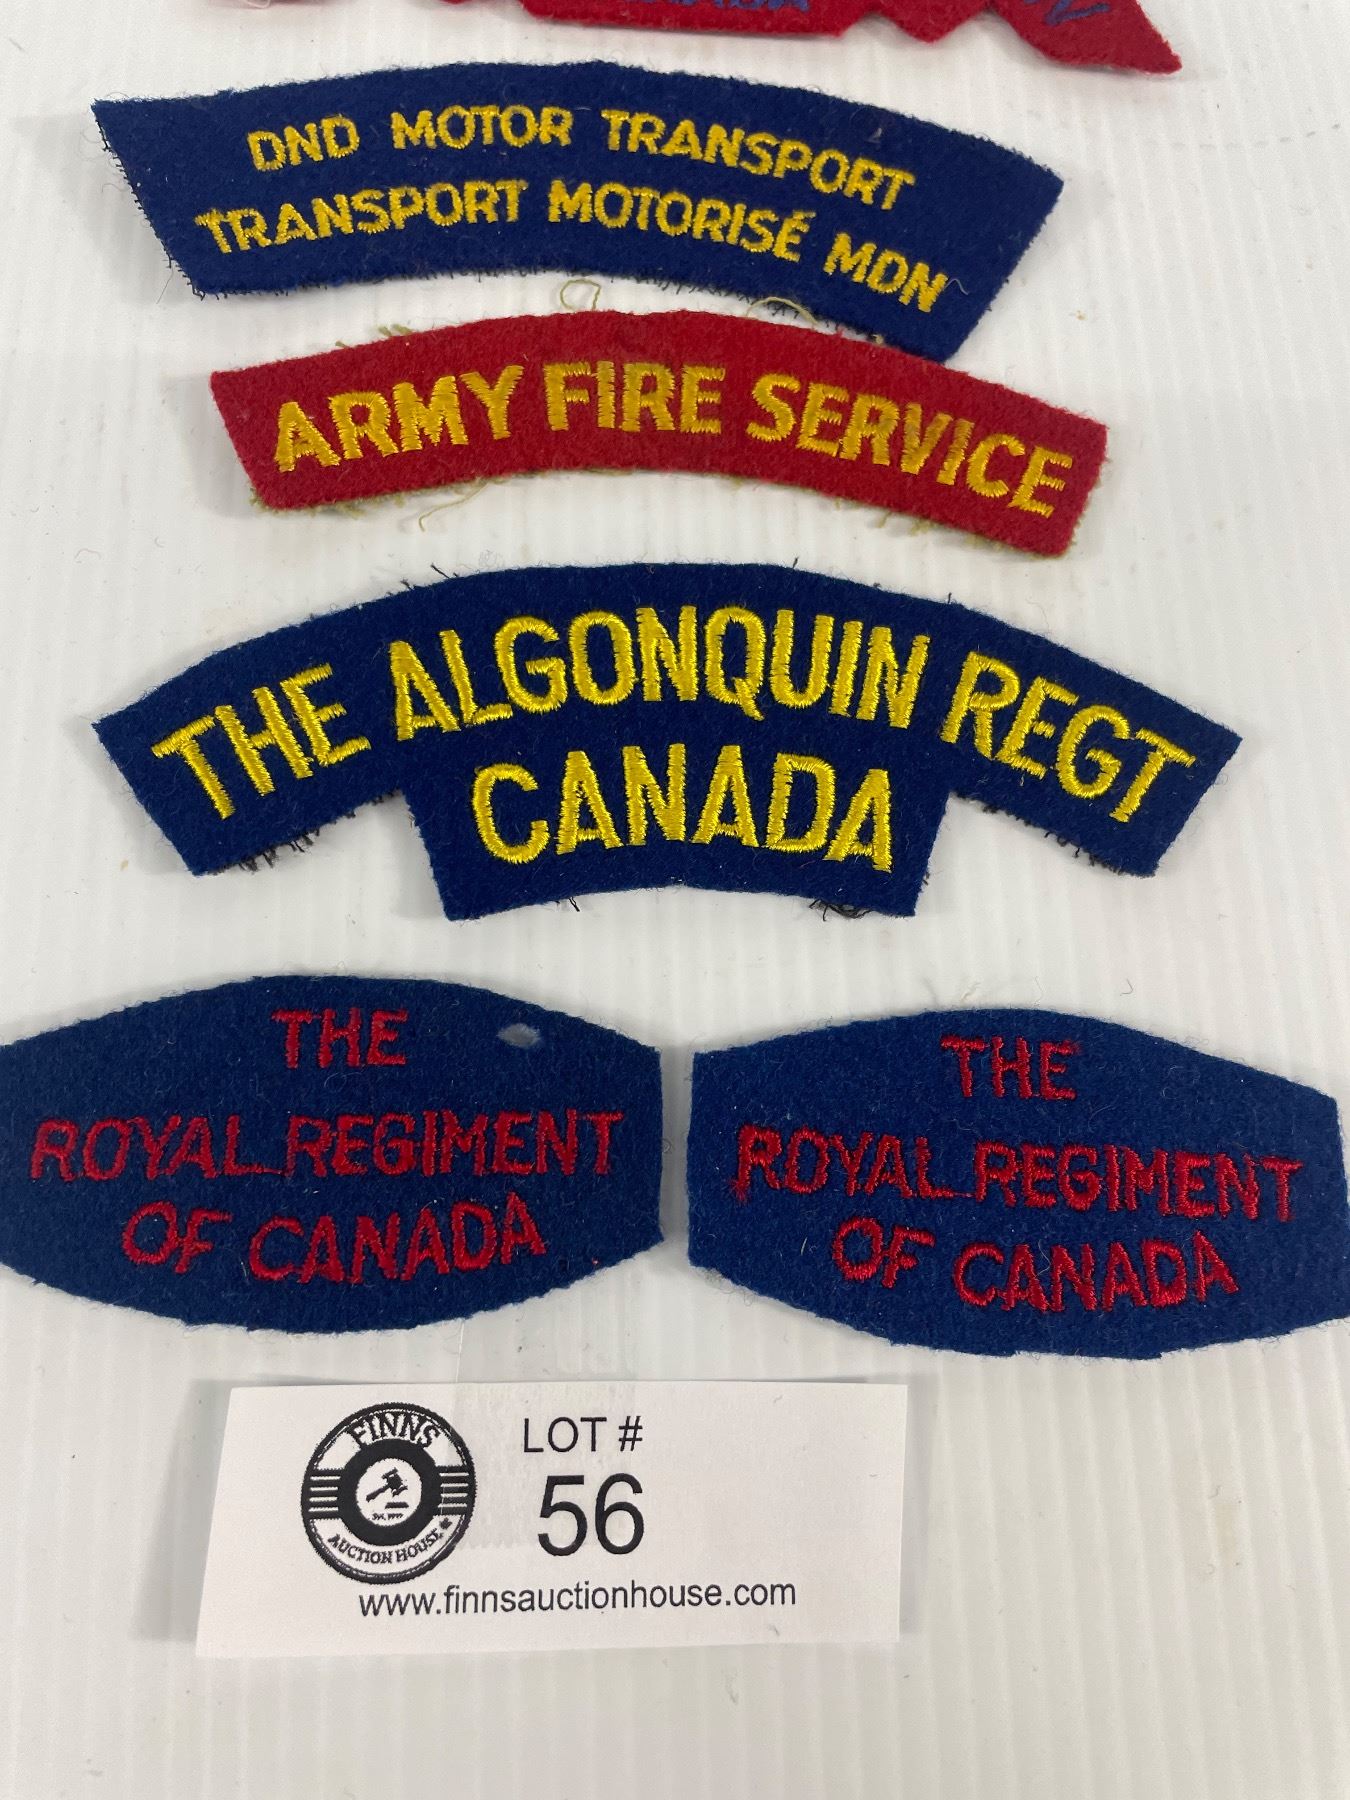 DND MOTOR TRANSPORT
TRANSPORT MOTORISÉ MDN
ARMY FIRE SERVICE
THE ALGONQUIN REGT
CANADA
THE
ROYAL REGIMENT
OF CANADA
THE
ROYAL REGIMENT
OF CANADA
FINNS
AUCTION HOUSE
LOT #
56
www.finnsauctionhouse.com